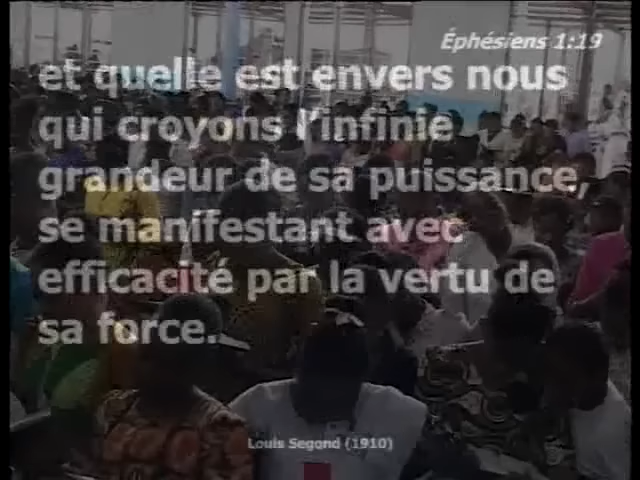 Éphésiens 1:19
et quelle est envers nous
qui croyons l'infinie
grandeur de sa puissance,
se manifestant avec
efficacité par la vertu de
sa force.
Louis Segond (1910)